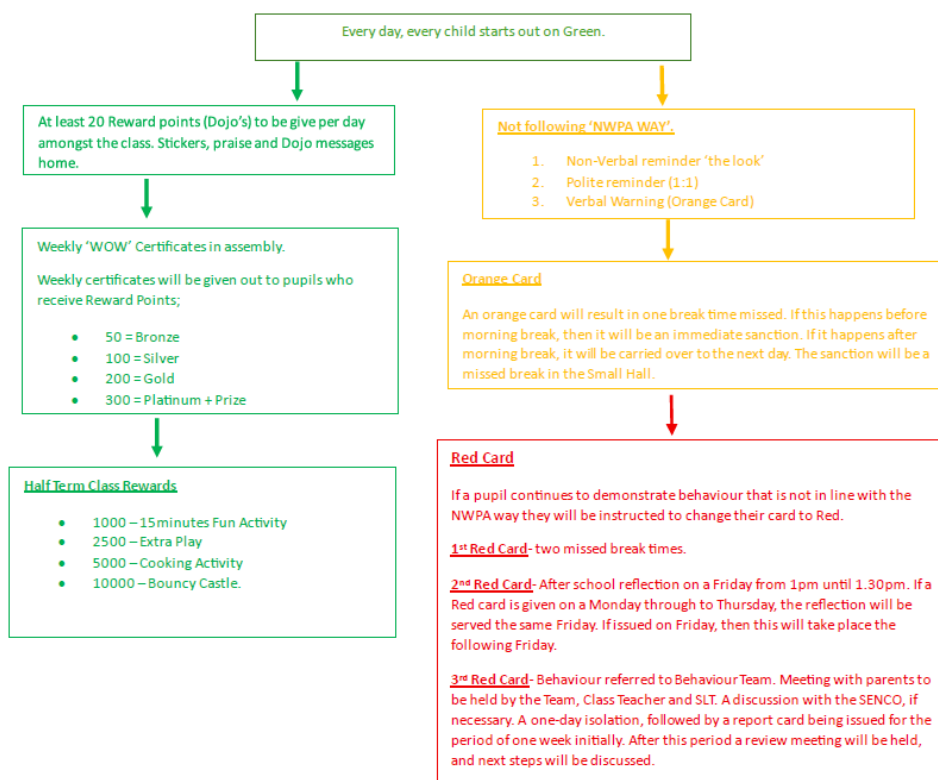 Every day, every child starts out on Green.
At least 20 Reward points (Dojo's) to be give per day
amongst the class. Stickers, praise and Dojo messages
home.
Weekly 'WOW' Certificates in assembly.
Weekly certificates will be given out to pupils who
receive Reward Points;
• 50 = Bronze
• 100 = Silver
• 200 = Gold
• 300 = Platinum + Prize
Half Term Class Rewards
• 1000 – 15minutes Fun Activity
• 2500 – Extra Play
• 5000 – Cooking Activity
• 10000 – Bouncy Castle.
Not following 'NWPA WAY'.
1. Non-Verbal reminder 'the look'
2. Polite reminder (1:1)
3. Verbal Warning (Orange Card)
Orange Card
An orange card will result in one break time missed. If this happens before
morning break, then it will be an immediate sanction. If it happens after
morning break, it will be carried over to the next day. The sanction will be a
missed break in the Small Hall.
Red Card
If a pupil continues to demonstrate behaviour that is not in line with the
NWPA way they will be instructed to change their card to Red.
1st Red Card- two missed break times.
2nd Red Card- After school reflection on a Friday from 1pm until 1.30pm. If a
Red card is given on a Monday through to Thursday, the reflection will be
served the same Friday. If issued on Friday, then this will take place the
following Friday.
3rd Red Card- Behaviour referred to Behaviour Team. Meeting with parents to
be held by the Team, Class Teacher and SLT. A discussion with the SENCO, if
necessary. A one-day isolation, followed by a report card being issued for the
period of one week initially. After this period a review meeting will be held,
and next steps will be discussed.